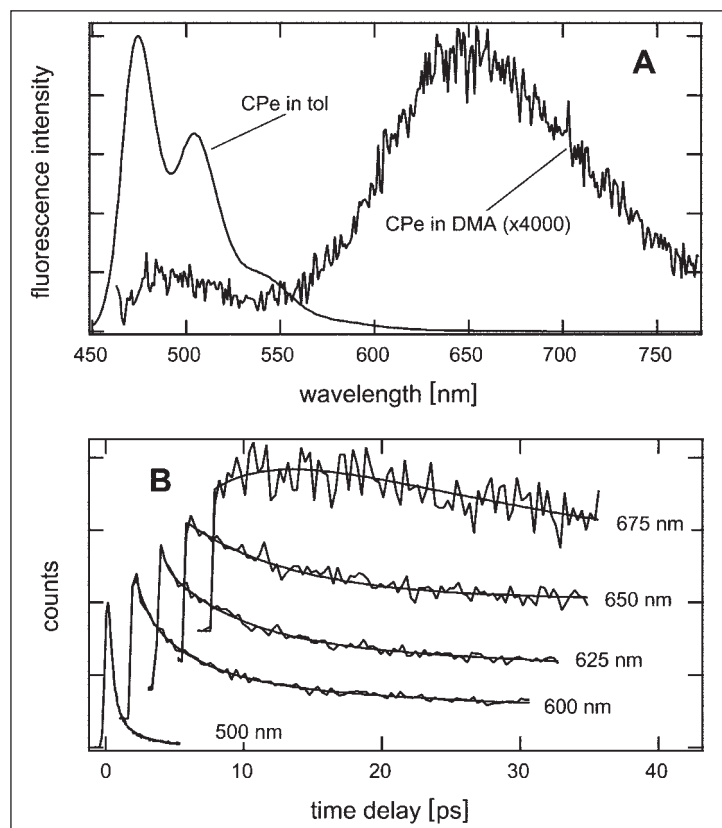 A
CPe in tol
CPe in DMA (x4000)
fluorescence intensity
450 500 550 600 650 700 750
wavelength [nm]
B
675 nm
650 nm
625 nm
600 nm
500 nm
counts
0 10 20 30 40
time delay [ps]